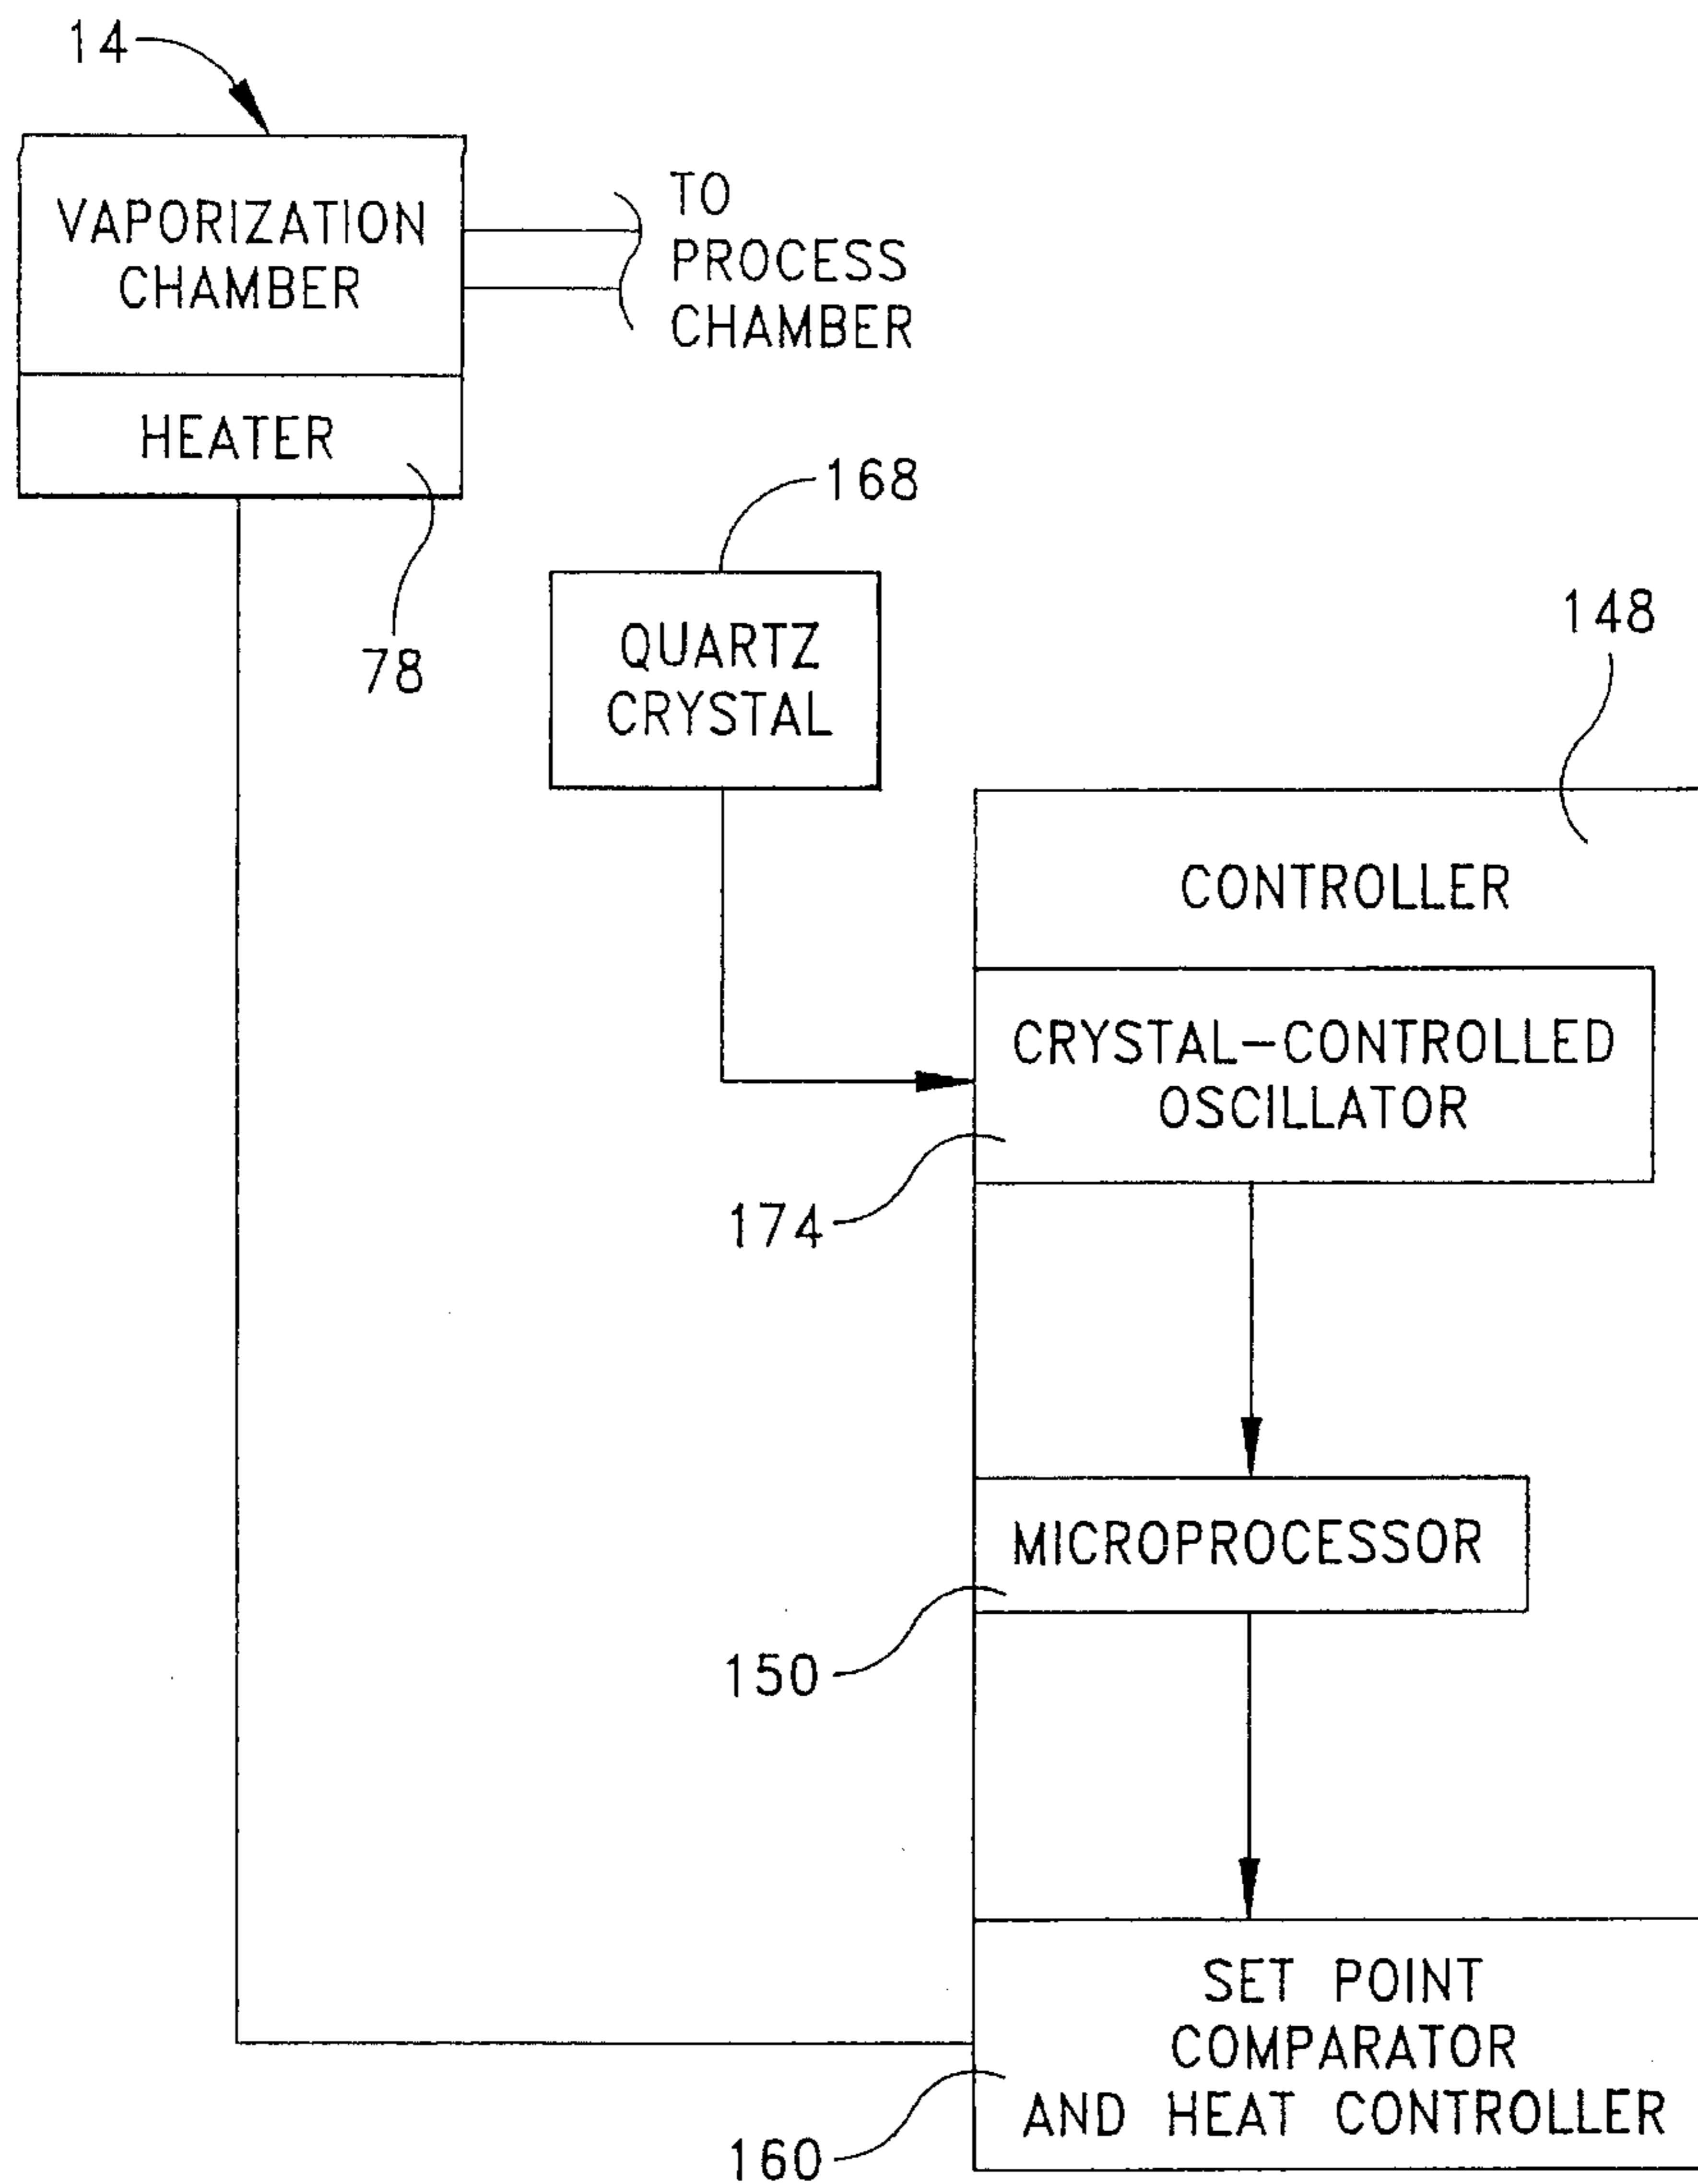 14
VAPORIZATION
CHAMBER
TO
PROCESS
CHAMBER
HEATER
78
168
QUARTZ
CRYSTAL
148
CONTROLLER
CRYSTAL-CONTROLLED
OSCILLATOR
174
MICROPROCESSOR
150
SET POINT
COMPARATOR
AND HEAT CONTROLLER
160